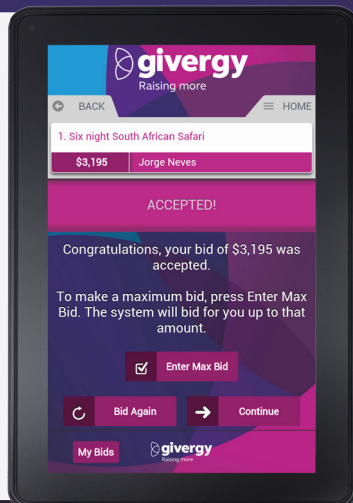 givergy
Raising more
BACK
HOME
1. Six night South African Safari
$3,195 Jorge Neves
ACCEPTED!
Congratulations, your bid of $3,195 was
accepted.
To make a maximum bid, press Enter Max
Bid. The system will bid for you up to that
amount.
Enter Max Bid
Bid Again
Continue
My Bids
givergy
Raising more